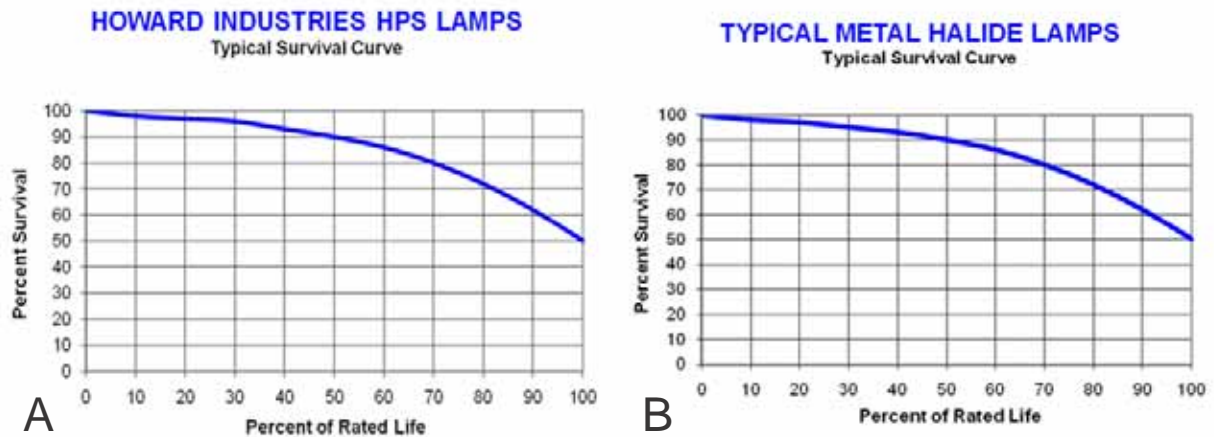 HOWARD INDUSTRIES HPS LAMPS
Typical Survival Curve
100
90
80
70
60
50
40
30
20
10
0
Percent Survival
0 10 20 30 40 50 60 70 80 90 100
Percent of Rated Life
A
TYPICAL METAL HALIDE LAMPS
Typical Survival Curve
100
90
80
70
60
50
40
30
20
10
0
Percent Survival
0 10 20 30 40 50 60 70 80 90 100
Percent of Rated Life
B